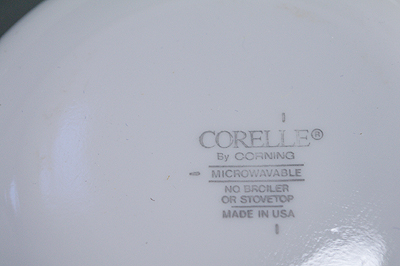 CORELLE®
By CORNING
MICROWAVABLE
NO BROILER
OR STOVETOP
MADE IN USA